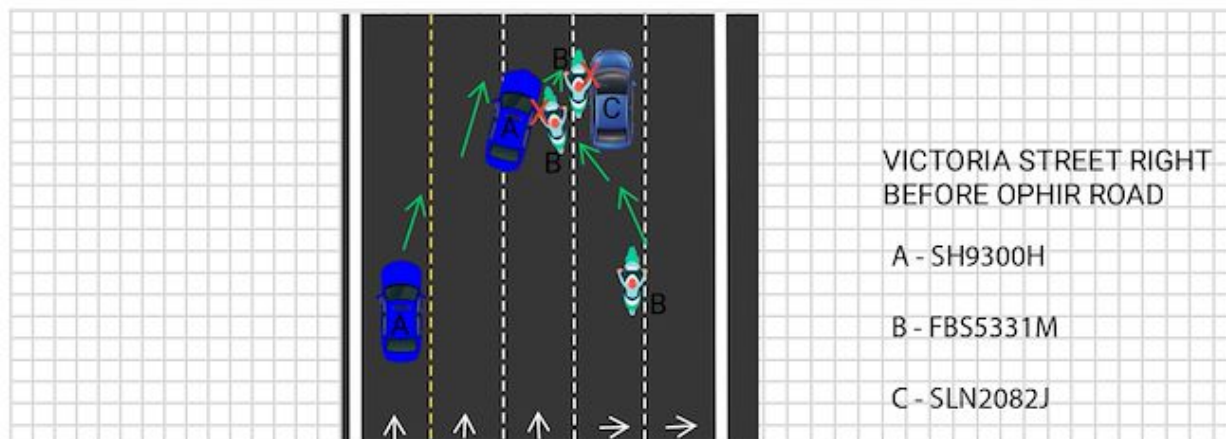 B
A
C
B
A
B
VICTORIA STREET RIGHT
BEFORE OPHIR ROAD
A - SH9300H
B - FBS5331M
C - SLN2082J